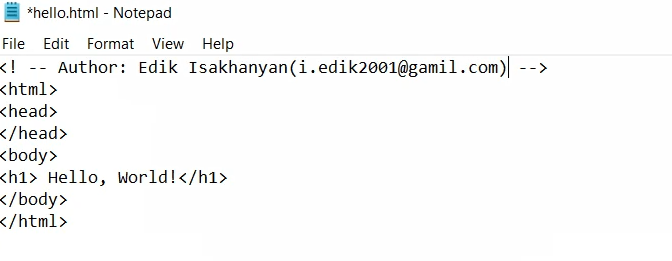 *hello.html - Notepad
File Edit Format View Help
<! -- Author: Edik Isakhanyan(i.edik2001@gamil.com) -->
<html>
<head>
</head>
<body>
<h1> Hello, World!</h1>
</body>
</html>